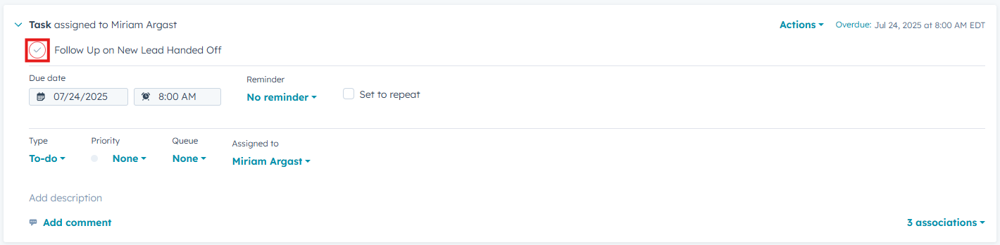 Task assigned to Miriam Argast
Actions
Overdue: Jul 24, 2025 at 8:00 AM EDT
Follow Up on New Lead Handed Off
Due date
07/24/2025
8:00 AM
Reminder
No reminder
Set to repeat
Type
To-do
Priority
None
Queue
None
Assigned to
Miriam Argast
Add description
Add comment
3 associations